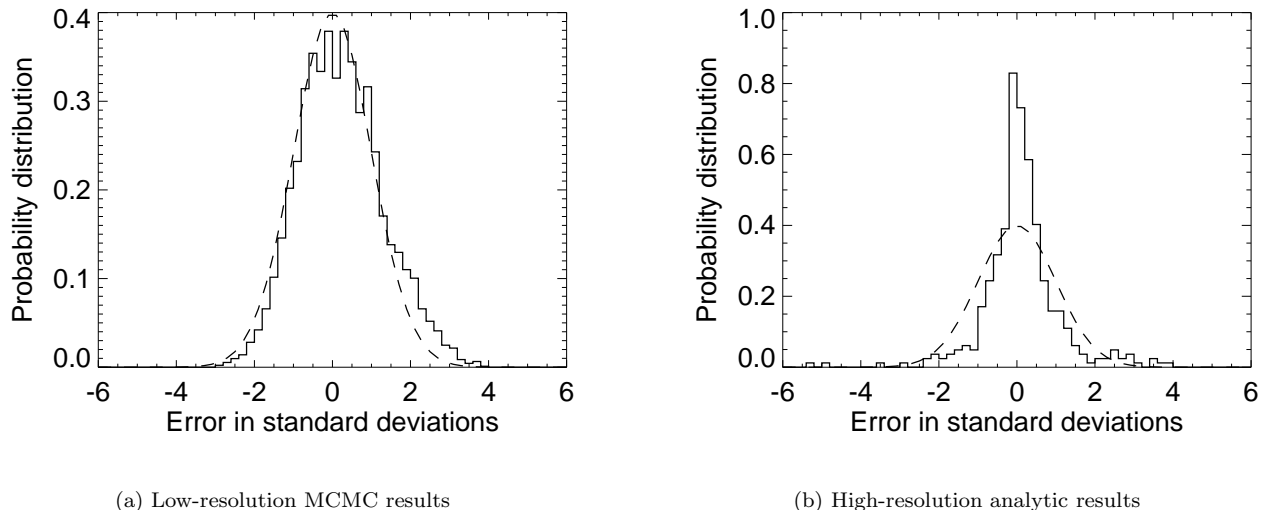 0.4
0.3
0.2
0.1
0.0
Probability distribution
-6 -4 -2 0 2 4 6
Error in standard deviations
(a) Low-resolution MCMC results
1.0
0.8
0.6
0.4
0.2
0.0
Probability distribution
-6 -4 -2 0 2 4 6
Error in standard deviations
(b) High-resolution analytic results